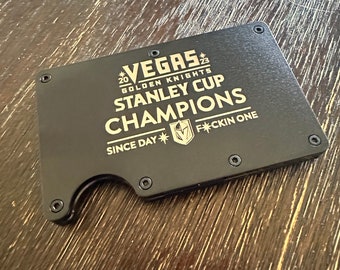 20 VEGAS 23
GOLDEN KNIGHTS
STANLEY CUP
CHAMPIONS
SINCE DAY F*CKIN ONE